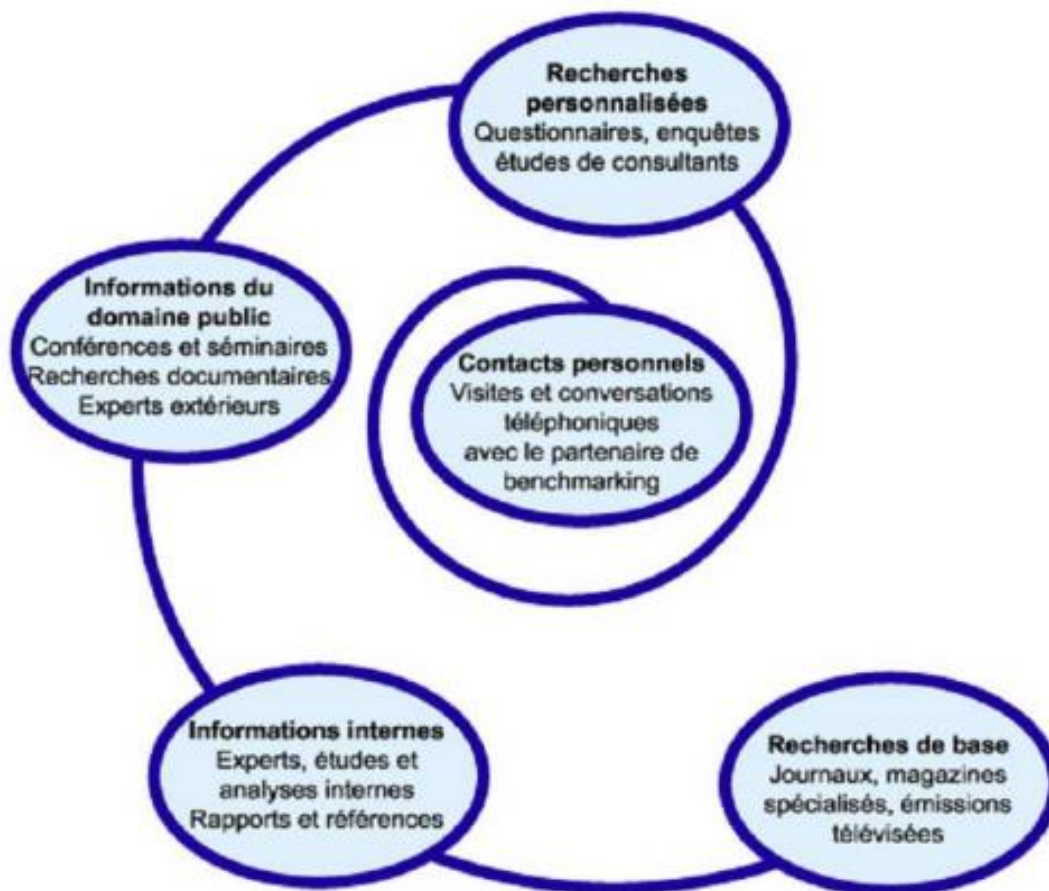 Recherches
personnalisées
Questionnaires, enquêtes
études de consultants
Informations du
domaine public
Conférences et séminaires
Recherches documentaires
Experts extérieurs
Contacts personnels
Visites et conversations
téléphoniques
avec le partenaire de
benchmarking
Informations internes
Experts, études et
analyses internes
Rapports et références
Recherches de base
Journaux, magazines
spécialisés, émissions
télévisées